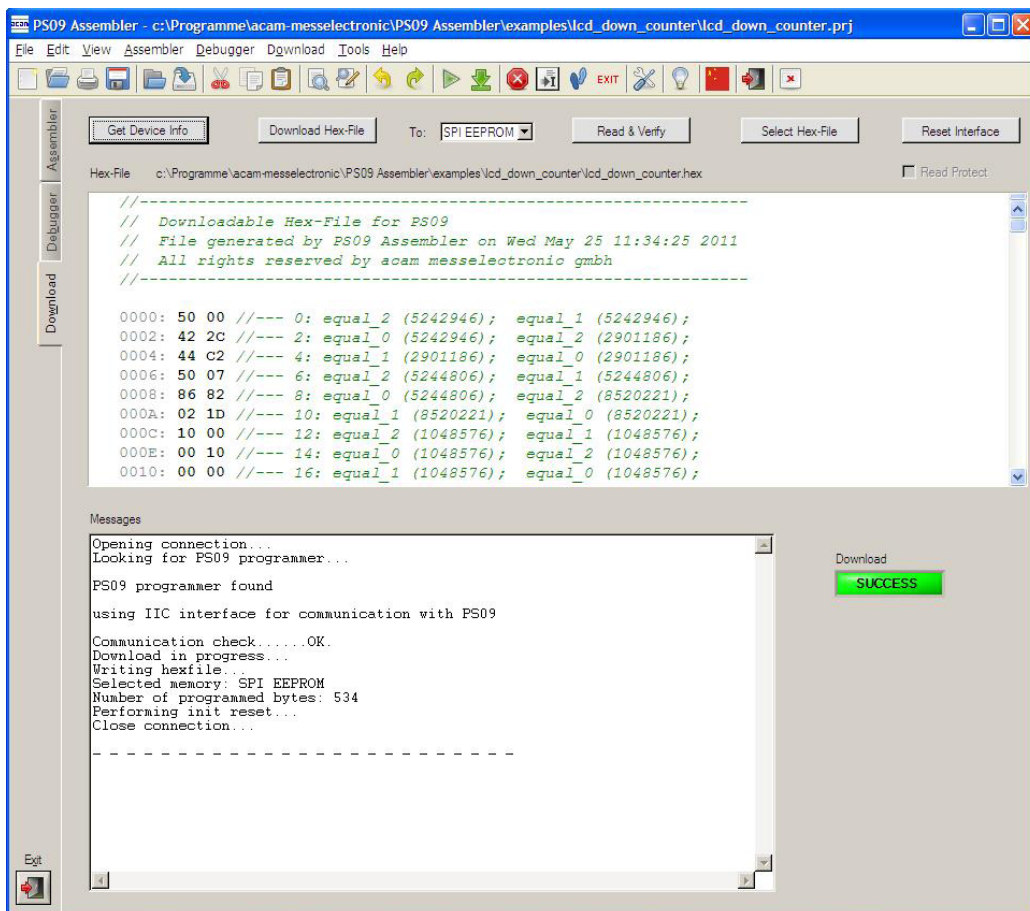 acam PS09 Assembler - c:\Programme\acam-messelectronic\PS09 Assembler\examples\lcd_down_counter\lcd_down_counter.prj
File Edit View Assembler Debugger Download Tools Help
EXIT
Get Device Info Download Hex-File To: SPI EEPROM Read & Verify Select Hex-File Reset Interface
Hex-File c:\Programme\acam-messelectronic\PS09 Assembler\examples\lcd_down_counter\lcd_down_counter.hex Read Protect
Assembler
Debugger
Download
//---------------------------------------------------------------
// Downloadable Hex-File for PS09
// File generated by PS09 Assembler on Wed May 25 11:34:25 2011
// All rights reserved by acam messelectronic gmbh
//---------------------------------------------------------------
0000: 50 00 //--- 0: equal_2 (5242946); equal_1 (5242946);
0002: 42 2C //--- 2: equal_0 (5242946); equal_2 (2901186);
0004: 44 C2 //--- 4: equal_1 (2901186); equal_0 (2901186);
0006: 50 07 //--- 6: equal_2 (5244806); equal_1 (5244806);
0008: 86 82 //--- 8: equal_0 (5244806); equal_2 (8520221);
000A: 02 1D //--- 10: equal_1 (8520221); equal_0 (8520221);
000C: 10 00 //--- 12: equal_2 (1048576); equal_1 (1048576);
000E: 00 10 //--- 14: equal_0 (1048576); equal_2 (1048576);
0010: 00 00 //--- 16: equal_1 (1048576); equal_0 (1048576);
Messages
Opening connection...
Looking for PS09 programmer...
PS09 programmer found
using IIC interface for communication with PS09
Communication check......OK.
Download in progress...
Writing hexfile...
Selected memory: SPI EEPROM
Number of programmed bytes: 534
Performing init reset...
Close connection...
_ _ _ _ _ _ _ _ _ _ _ _ _ _ _ _ _ _ _ _ _ _ _ _ _
Download
SUCCESS
Exit